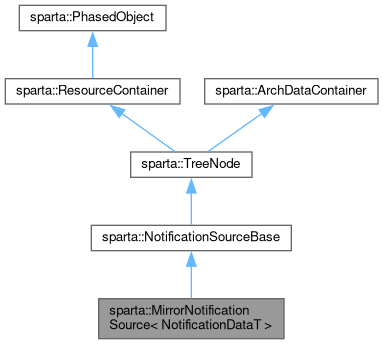 sparta::PhasedObject
sparta::ResourceContainer
sparta::ArchDataContainer
sparta::TreeNode
sparta::NotificationSourceBase
sparta::MirrorNotification
Source< NotificationDataT >